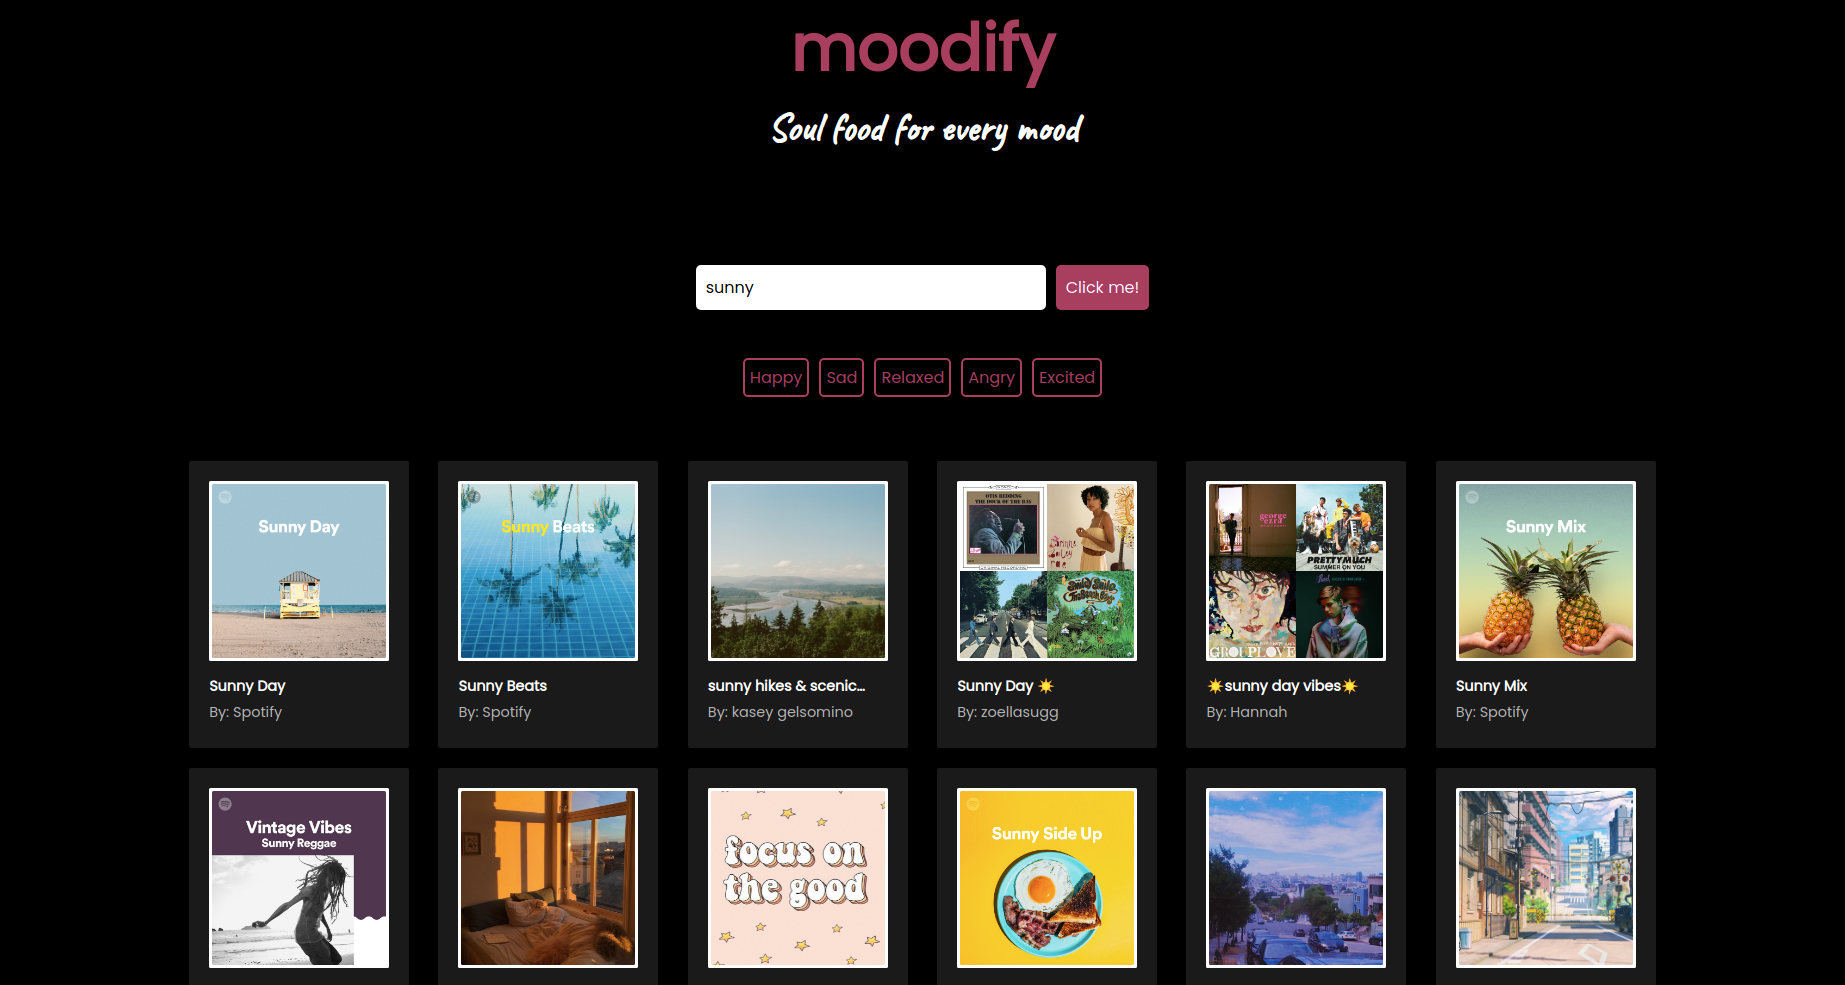 moodify
Soul food for every mood
sunny
Click me!
Happy
Sad
Relaxed
Angry
Excited
Sunny Day
Sunny Beats
OTIS REDDING
THE DOCK OF THE BAY
george
ezra
PRETTYMUCH
SUMMER ON YOU
GROUPLOVE
Sunny Mix
Sunny Day
By: Spotify
Sunny Beats
By: Spotify
sunny hikes & scenic...
By: kasey gelsomino
Sunny Day ☀️
By: zoellasugg
☀️sunny day vibes☀️
By: Hannah
Sunny Mix
By: Spotify
Vintage Vibes
Sunny Reggae
focus on
the good
Sunny Side Up